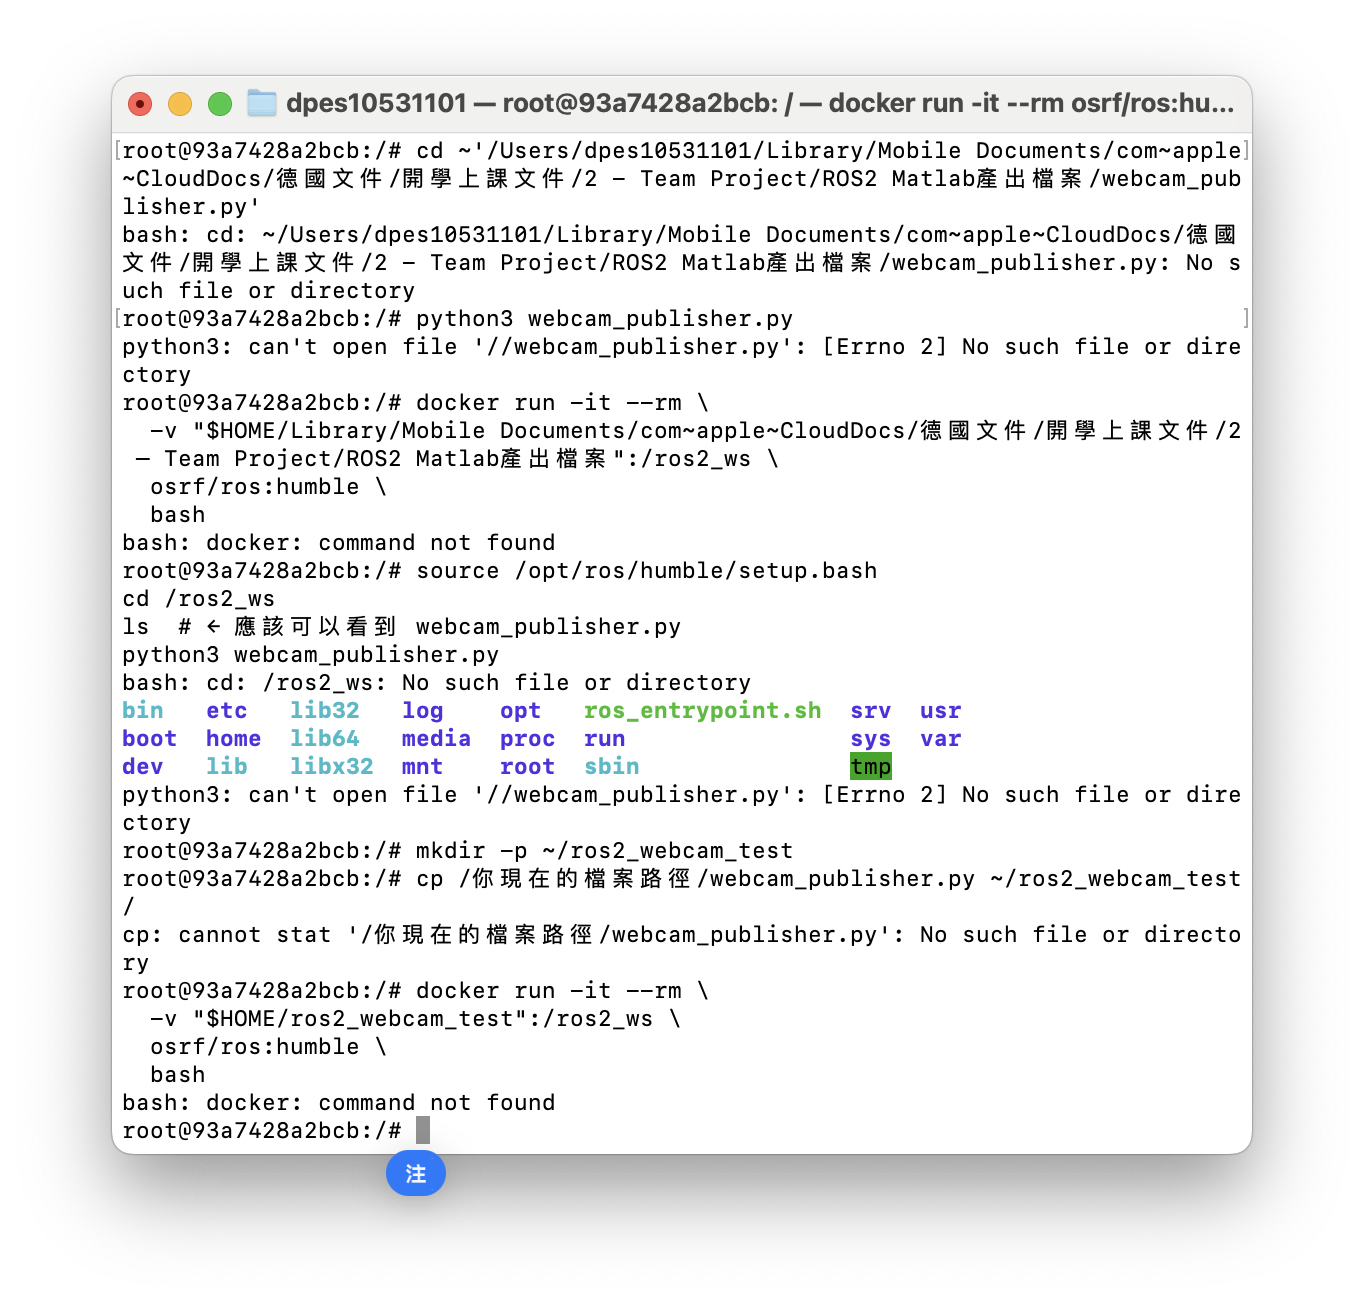 dpes10531101 — root@93a7428a2bcb: / — docker run -it --rm osrf/ros:hu...
[root@93a7428a2bcb:/# cd ~'/Users/dpes10531101/Library/Mobile Documents/com~apple]
~CloudDocs/德國文件/開學上課文件/2 – Team Project/ROS2 Matlab產出檔案/webcam_pub
lisher.py'
bash: cd: ~/Users/dpes10531101/Library/Mobile Documents/com~apple~CloudDocs/德國
文件/開學上課文件/2 – Team Project/ROS2 Matlab產出檔案/webcam_publisher.py: No s
uch file or directory
[root@93a7428a2bcb:/# python3 webcam_publisher.py ]
python3: can't open file '//webcam_publisher.py': [Errno 2] No such file or dire
ctory
root@93a7428a2bcb:/# docker run -it --rm \
  -v "$HOME/Library/Mobile Documents/com~apple~CloudDocs/德國文件/開學上課文件/2
 – Team Project/ROS2 Matlab產出檔案":/ros2_ws \
  osrf/ros:humble \
  bash
bash: docker: command not found
root@93a7428a2bcb:/# source /opt/ros/humble/setup.bash
cd /ros2_ws
ls  # ← 應該可以看到 webcam_publisher.py
python3 webcam_publisher.py
bash: cd: /ros2_ws: No such file or directory
bin   etc   lib32   log    opt   ros_entrypoint.sh  srv  usr
boot  home  lib64   media  proc  run                sys  var
dev   lib   libx32  mnt    root  sbin               tmp
python3: can't open file '//webcam_publisher.py': [Errno 2] No such file or dire
ctory
root@93a7428a2bcb:/# mkdir -p ~/ros2_webcam_test
root@93a7428a2bcb:/# cp /你現在的檔案路徑/webcam_publisher.py ~/ros2_webcam_test
/
cp: cannot stat '/你現在的檔案路徑/webcam_publisher.py': No such file or directo
ry
root@93a7428a2bcb:/# docker run -it --rm \
  -v "$HOME/ros2_webcam_test":/ros2_ws \
  osrf/ros:humble \
  bash
bash: docker: command not found
root@93a7428a2bcb:/#
注